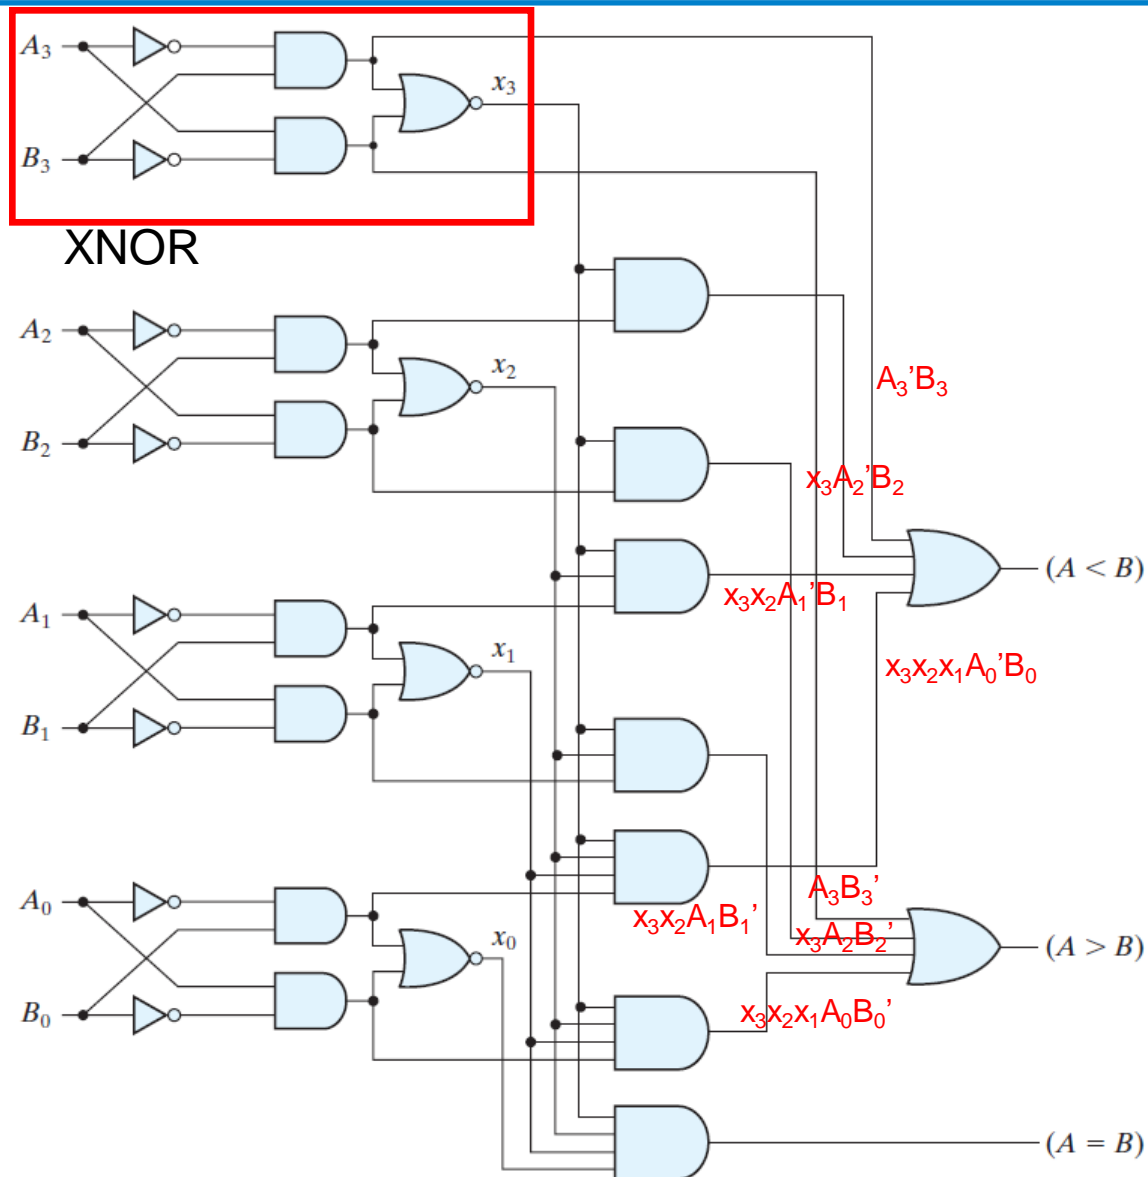 A₃
x₃
B₃
XNOR
A₂
x₂
A₃’B₃
B₂
x₃A₂’B₂
(A < B)
x₃x₂A₁’B₁
A₁
x₁
x₃x₂x₁A₀’B₀
B₁
A₃B₃’
A₀
x₃x₂A₁B₁’
x₀
x₃A₂B₂’
(A > B)
B₀
x₃x₂x₁A₀B₀’
(A = B)